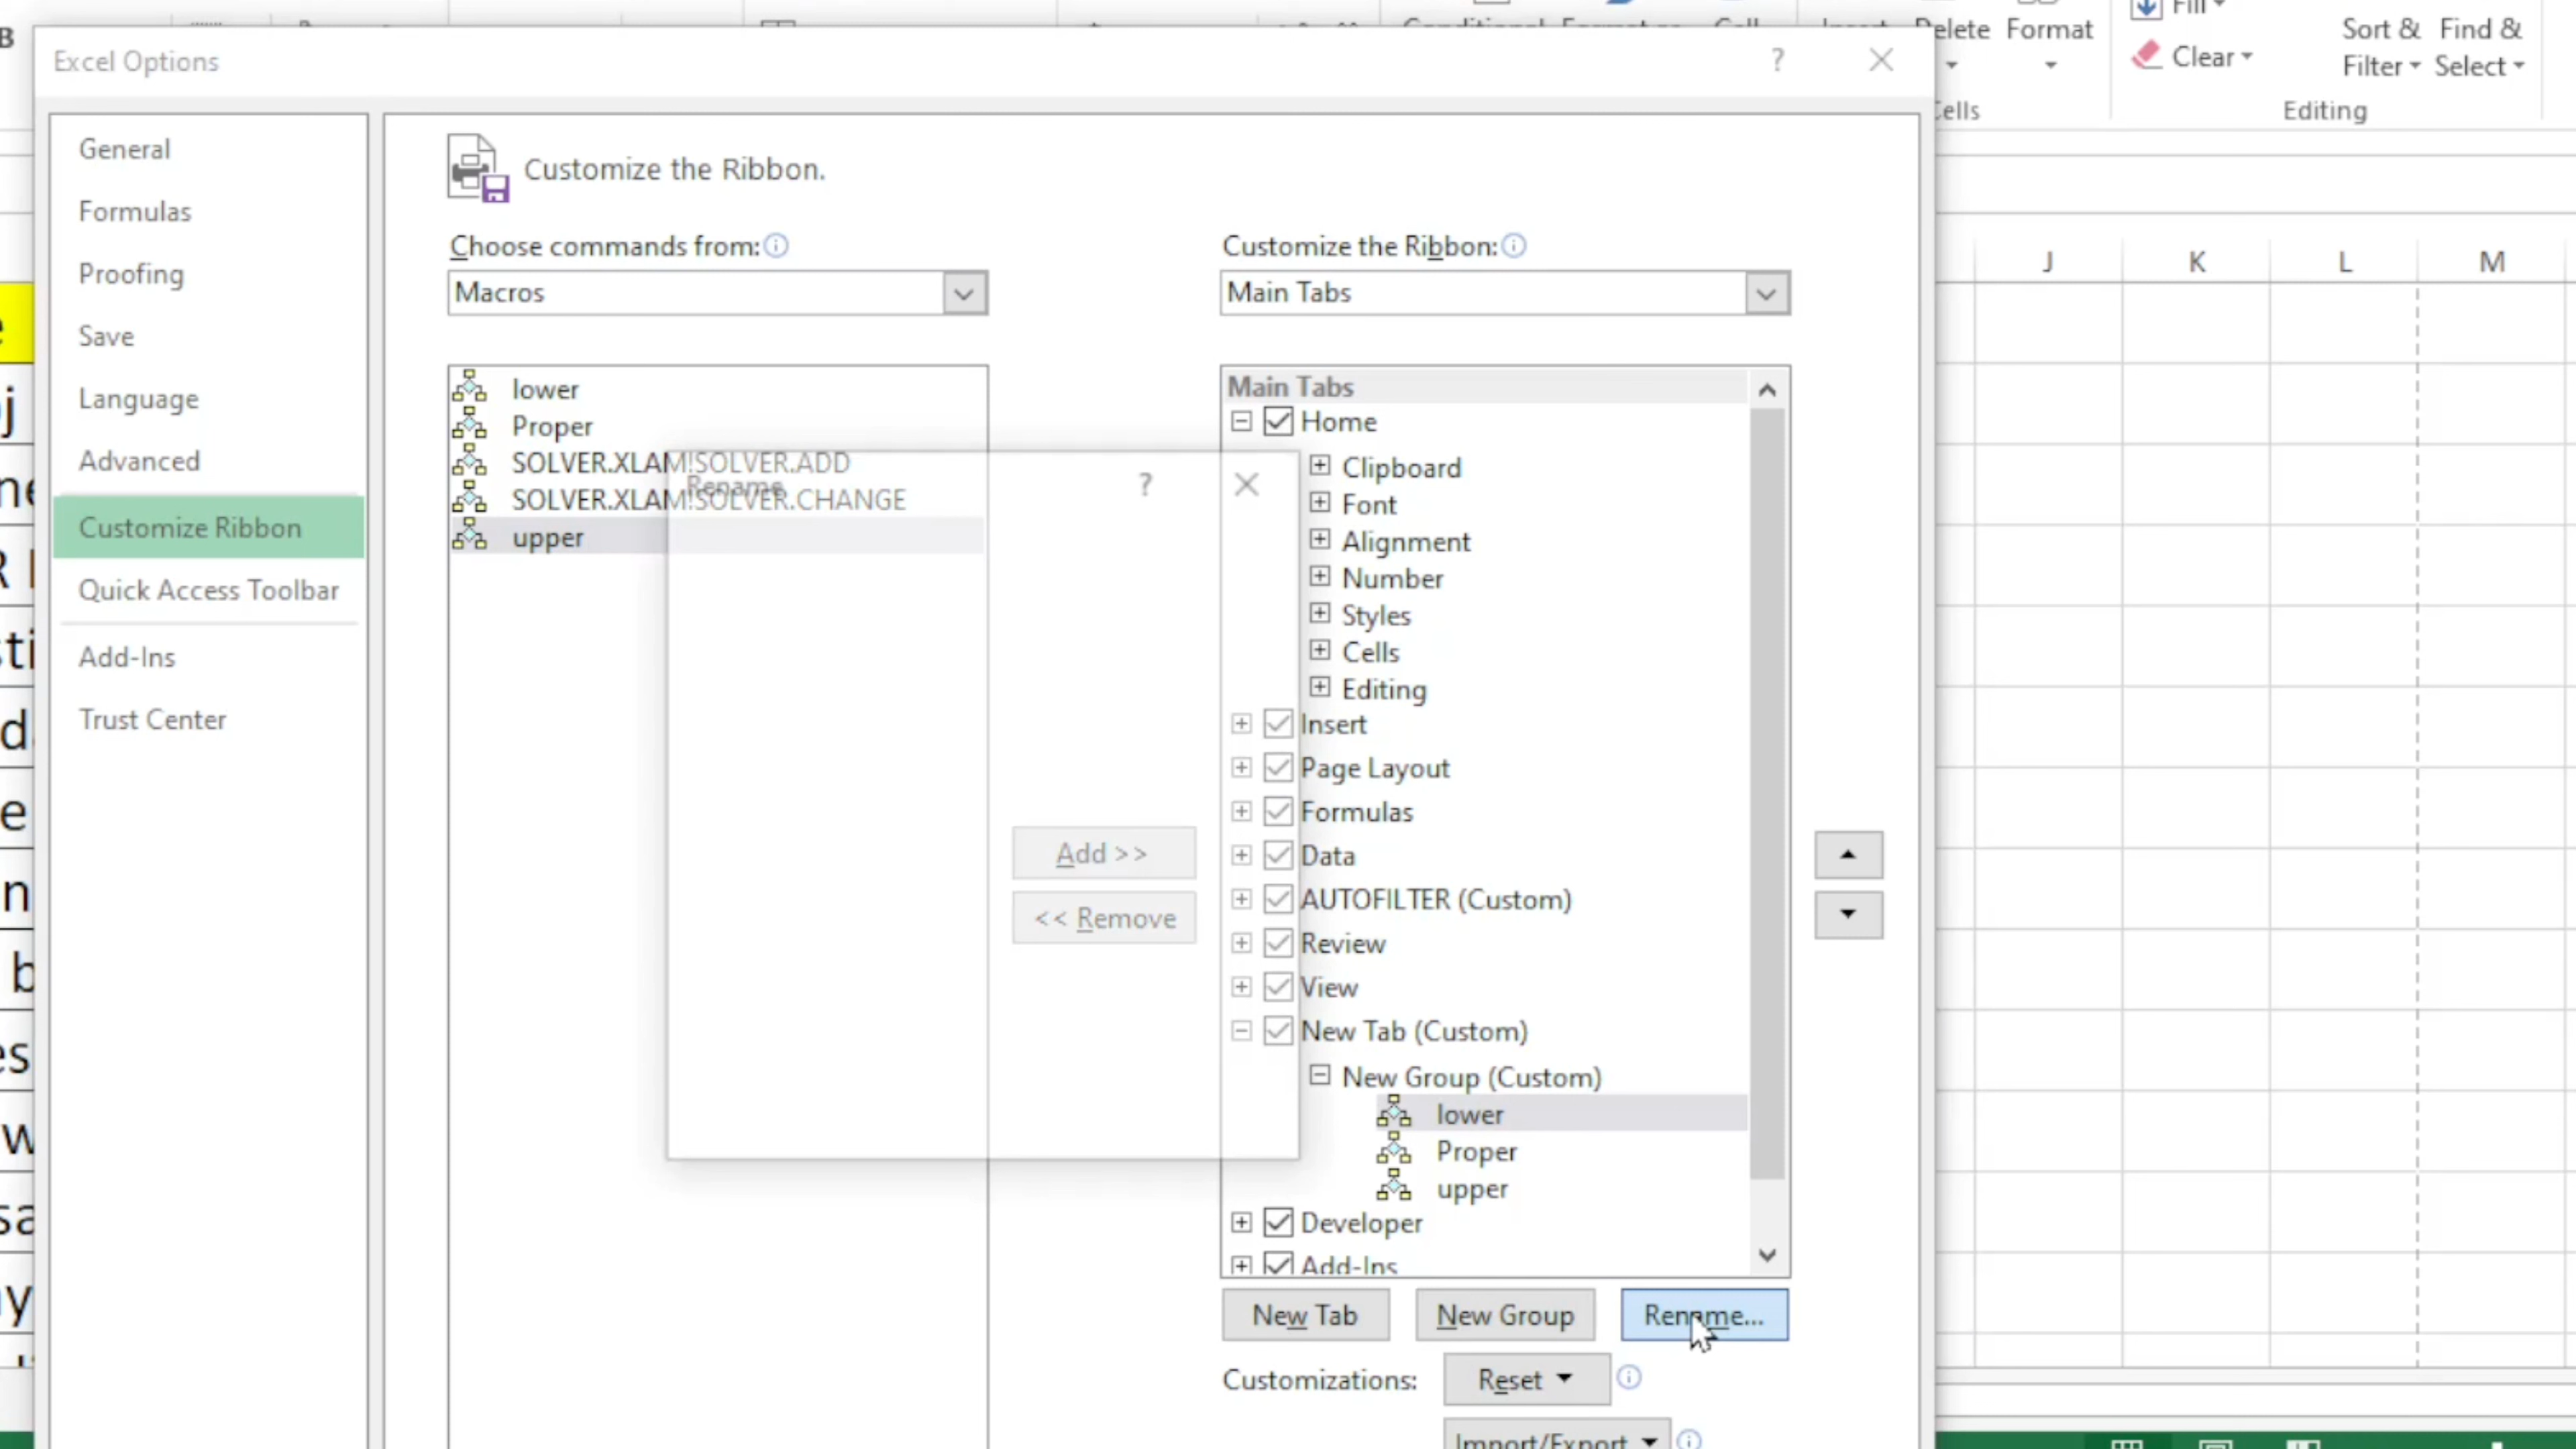 B
Fill
elete Format
Clear
Sort & Find &
Filter Select
Editing
Excel Options
?
General
Formulas
Proofing
Save
Language
Advanced
Customize Ribbon
Quick Access Toolbar
Add-Ins
Trust Center
Customize the Ribbon.
Choose commands from:
Macros
lower
Proper
SOLVER.XLAM!SOLVER.ADD
SOLVER.XLAM!SOLVER.CHANGE
upper
Rename
?
Add >>
<< Remove
Customize the Ribbon:
Main Tabs
Main Tabs
Home
Clipboard
Font
Alignment
Number
Styles
Cells
Editing
Insert
Page Layout
Formulas
Data
AUTOFILTER (Custom)
Review
View
New Tab (Custom)
New Group (Custom)
lower
Proper
upper
Developer
Add-Ins
New Tab New Group Rename...
Customizations: Reset
Import/Export
J K L M